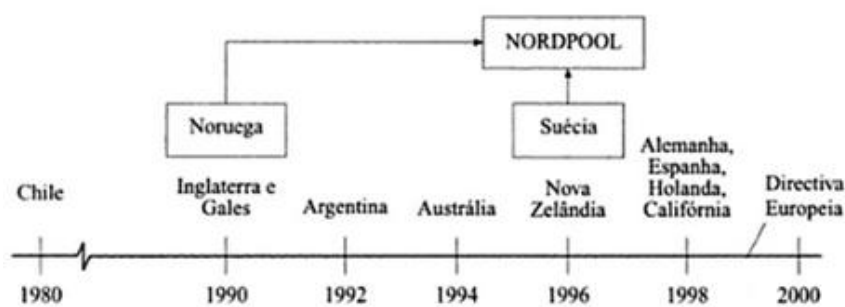 NORDPOOL
Noruega
Suécia
Chile
Inglaterra e
Gales
Argentina
Austrália
Nova
Zelândia
Alemanha,
Espanha,
Holanda,
Califórnia
Directiva
Europeia
1980
1990
1992
1994
1996
1998
2000